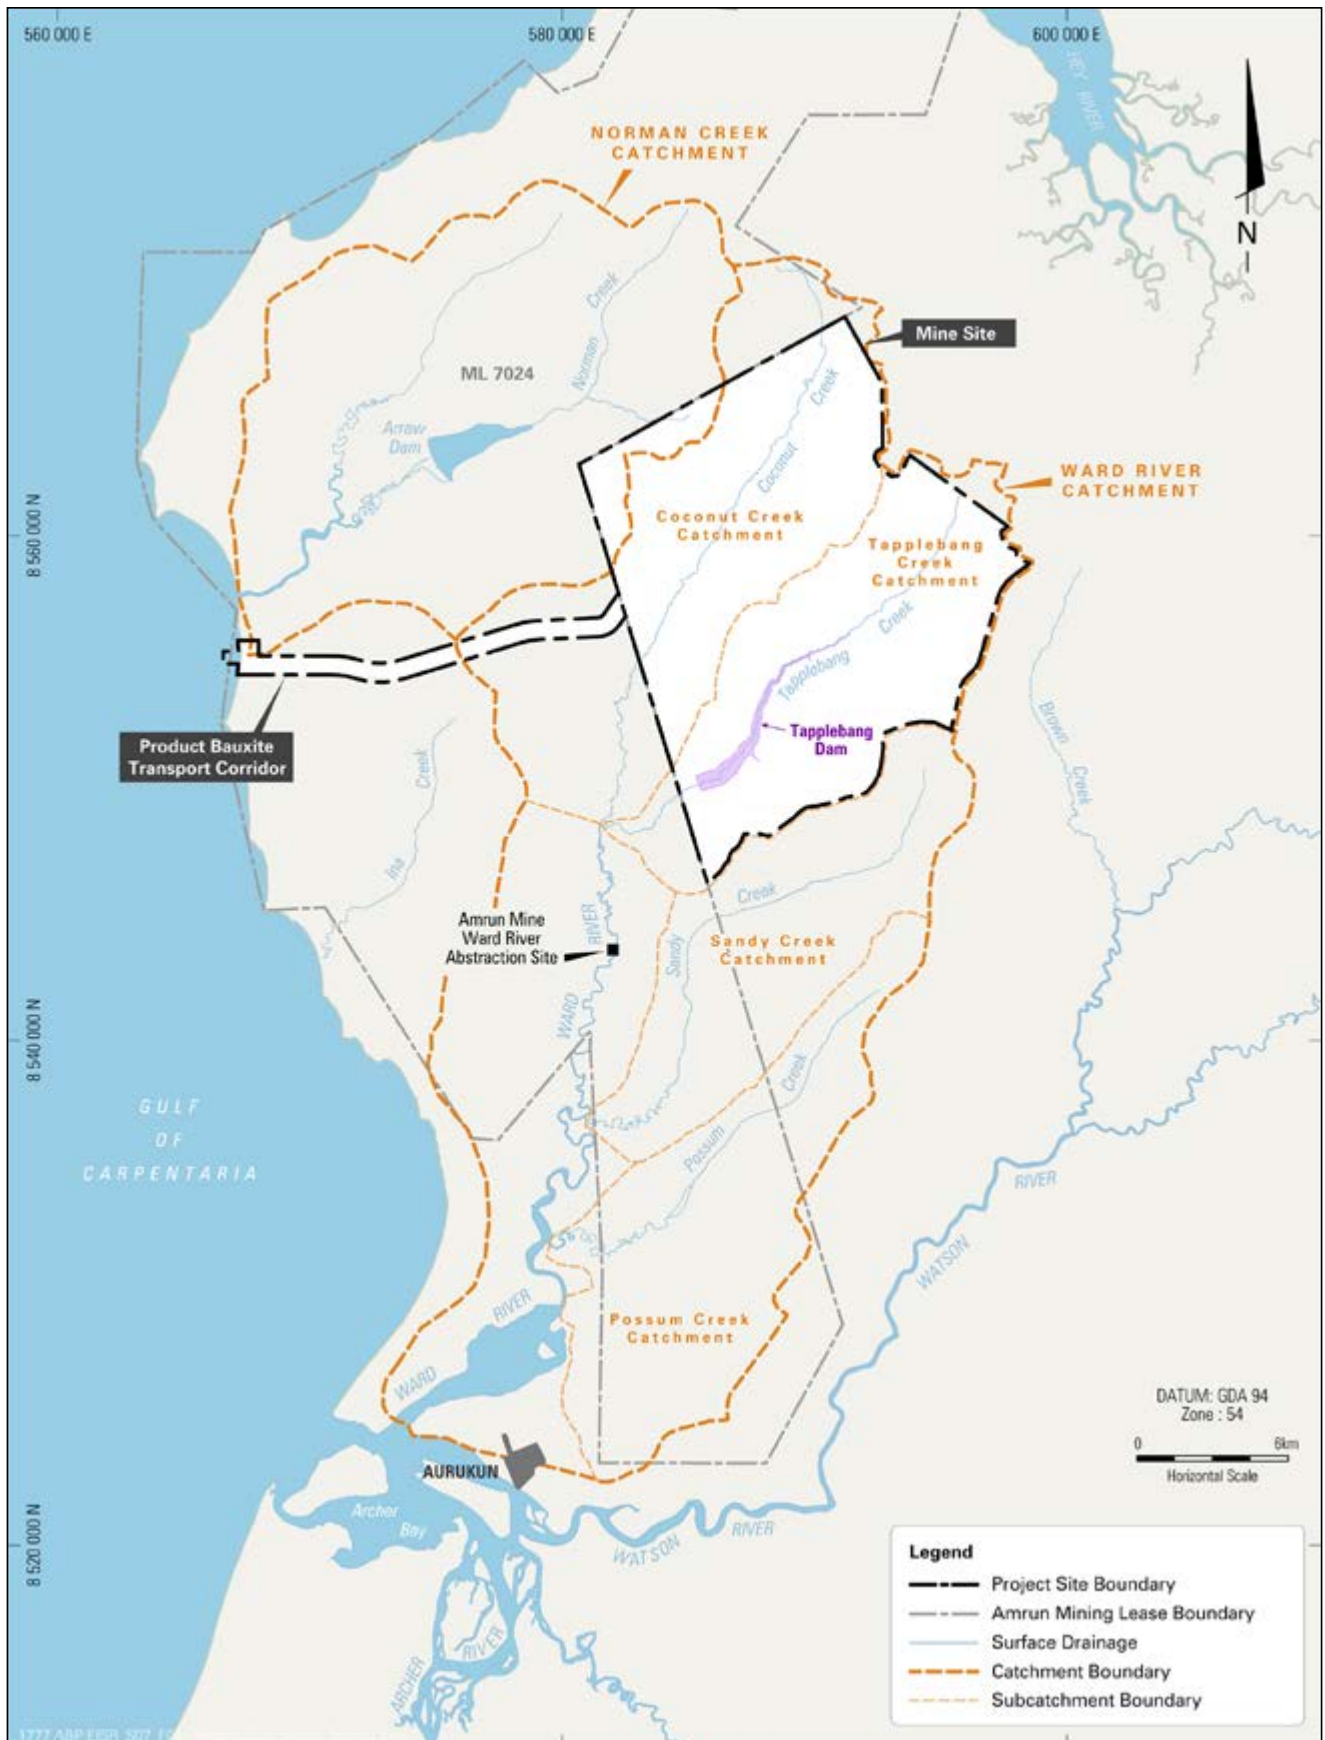 560 000 E
580 000 E
600 000 E
HEY RIVER
NORMAN CREEK
CATCHMENT
N
Creek
Norman
Mine Site
ML 7024
Creek
Arrow
Dam
Coconut
WARD RIVER
CATCHMENT
8 560 000 N
Coconut Creek
Catchment
Tapplebang
Creek
Catchment
Creek
Tapplebang
Brown
Creek
Tapplebang
Dam
Product Bauxite
Transport Corridor
Creek
Ina
Creek
Amrun Mine
Ward River
Abstraction Site
RIVER
Sandy
Sandy Creek
Catchment
WARD
8 540 000 N
Creek
GULF
OF
CARPENTARIA
Possum
RIVER
WATSON
RIVER
Possum Creek
Catchment
WARD
DATUM: GDA 94
Zone : 54
0
6km
Horizontal Scale
AURUKUN
Archer
Bay
8 520 000 N
WATSON
RIVER
RIVER
ARCHER
Legend
Project Site Boundary
Amrun Mining Lease Boundary
Surface Drainage
Catchment Boundary
Subcatchment Boundary